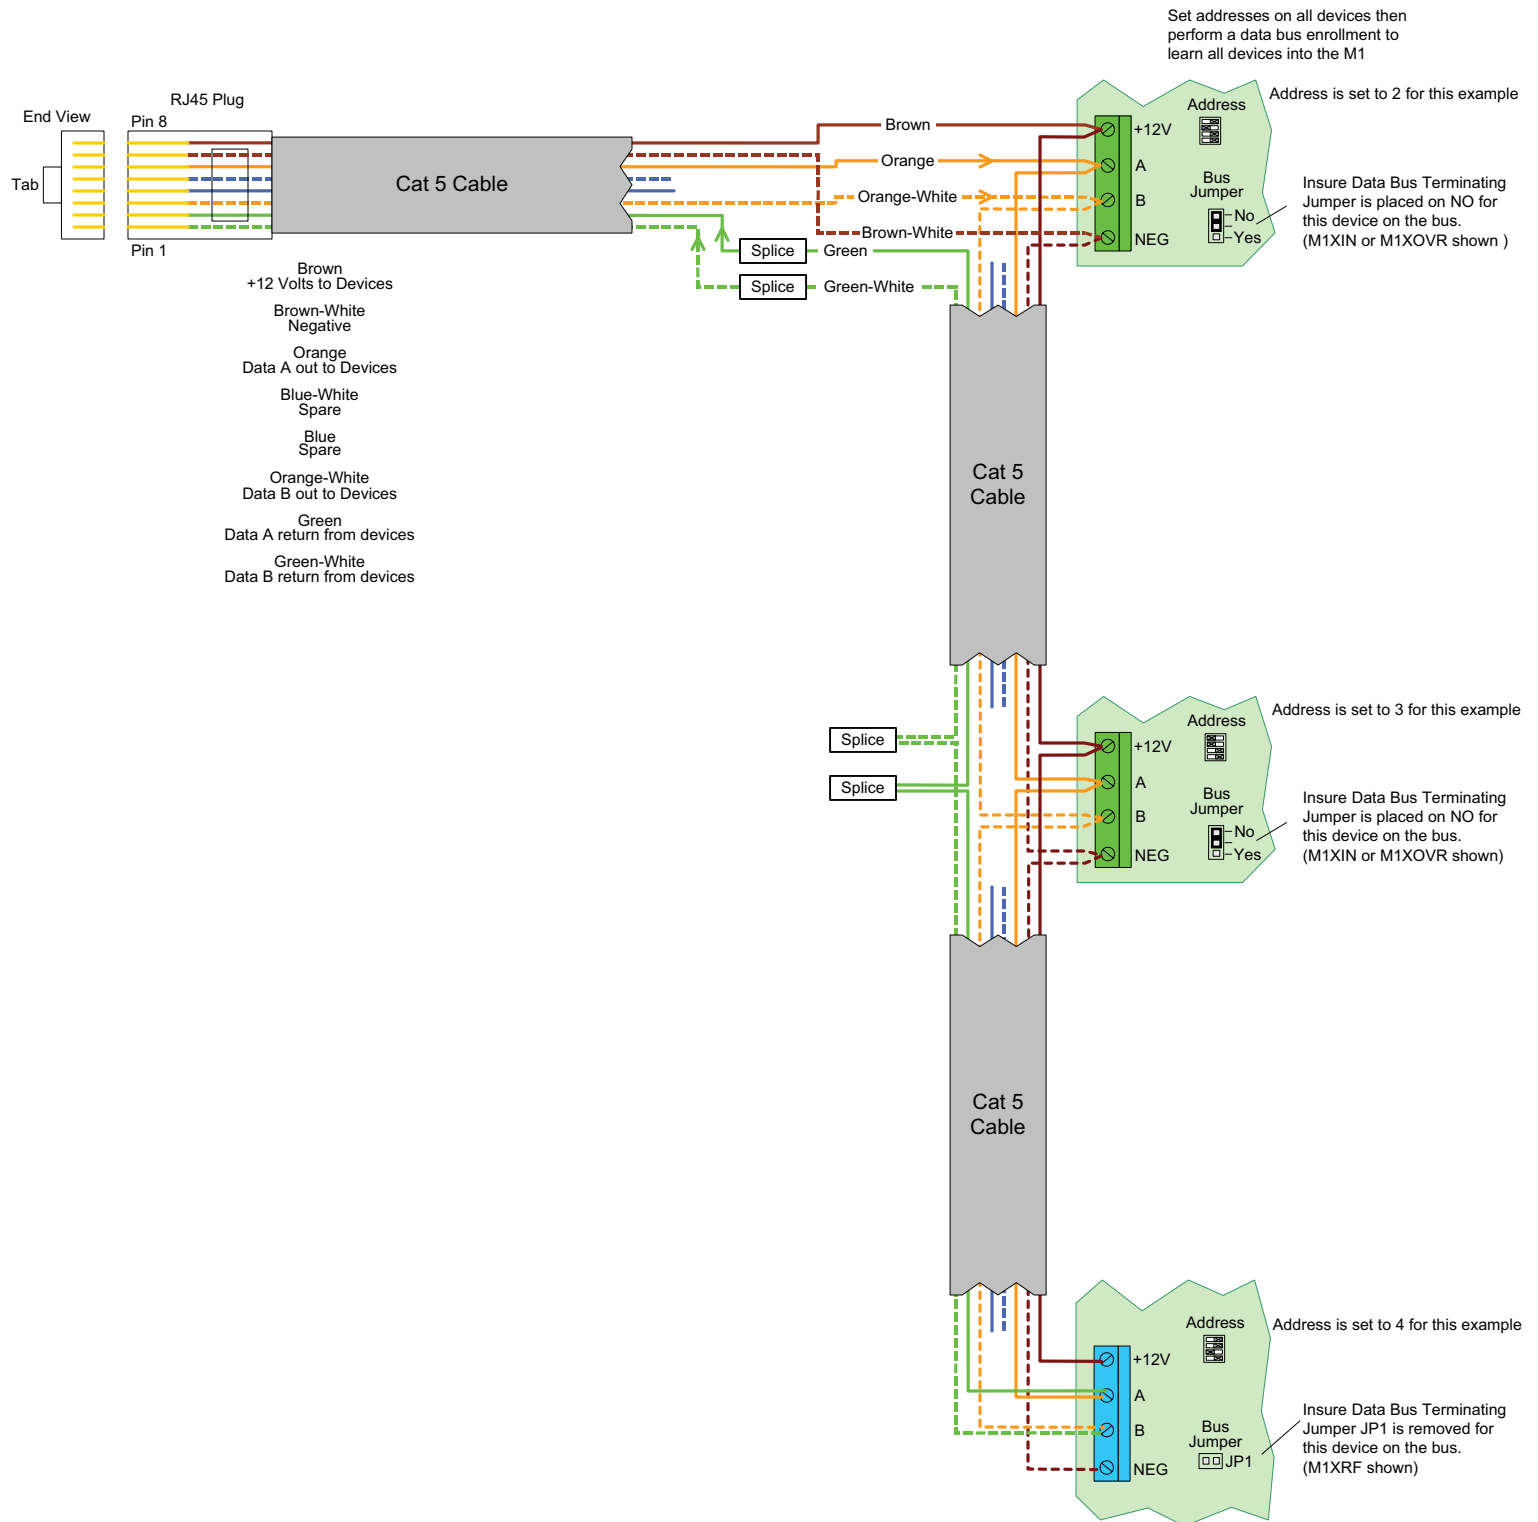 Set addresses on all devices then
perform a data bus enrollment to
learn all devices into the M1
End View
RJ45 Plug
Pin 8
Tab
Cat 5 Cable
Pin 1
Brown
+12 Volts to Devices
Brown-White
Negative
Orange
Data A out to Devices
Blue-White
Spare
Blue
Spare
Orange-White
Data B out to Devices
Green
Data A return from devices
Green-White
Data B return from devices
Brown
Orange
Orange-White
Brown-White
Splice
Green
Splice
Green-White
Address
Address is set to 2 for this example
+12V
A
B
NEG
Bus
Jumper
No
Yes
Insure Data Bus Terminating
Jumper is placed on NO for
this device on the bus.
(M1XIN or M1XOVR shown )
Cat 5
Cable
Splice
Splice
Address
Address is set to 3 for this example
+12V
A
B
NEG
Bus
Jumper
No
Yes
Insure Data Bus Terminating
Jumper is placed on NO for
this device on the bus.
(M1XIN or M1XOVR shown)
Cat 5
Cable
Address
Address is set to 4 for this example
+12V
A
B
NEG
Bus
Jumper
JP1
Insure Data Bus Terminating
Jumper JP1 is removed for
this device on the bus.
(M1XRF shown)